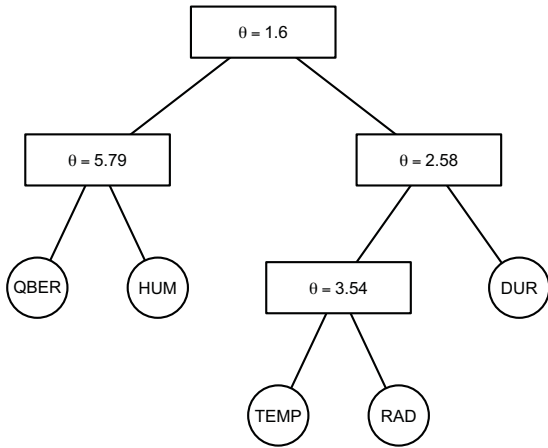 θ = 1.6
θ = 5.79
θ = 2.58
QBER
HUM
θ = 3.54
DUR
TEMP
RAD